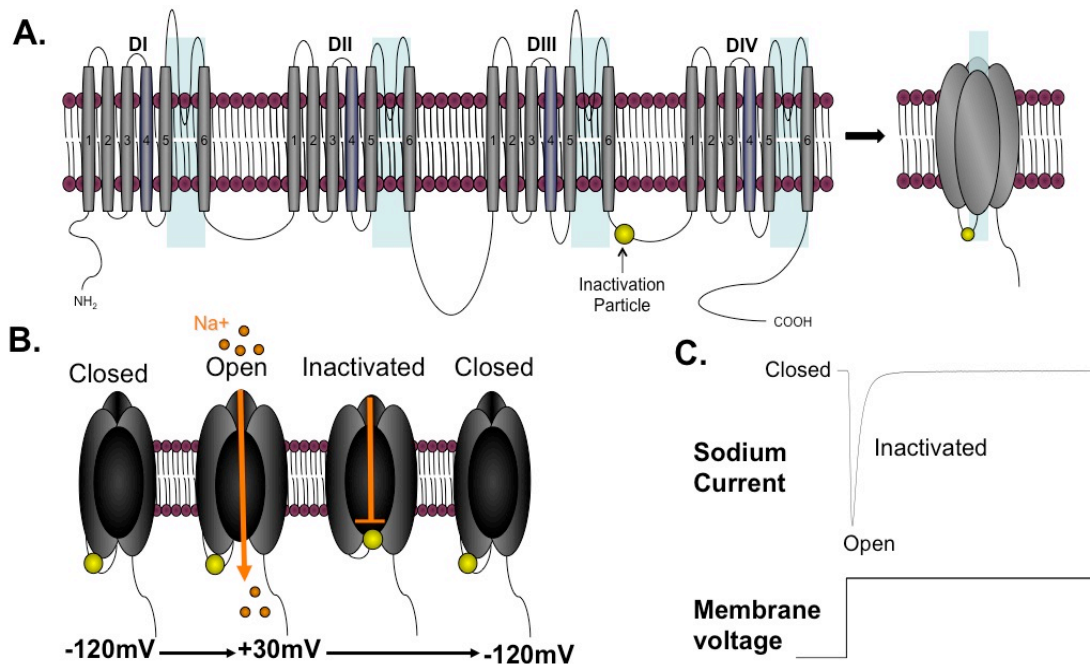 A.
DI DII DIII DIV
1 2 3 4 5 6 1 2 3 4 5 6 1 2 3 4 5 6 1 2 3 4 5 6
NH2
Inactivation
Particle
COOH
B.
Na+
Closed Open Inactivated Closed
-120mV +30mV -120mV
C.
Closed
Sodium
Current
Inactivated
Open
Membrane
voltage